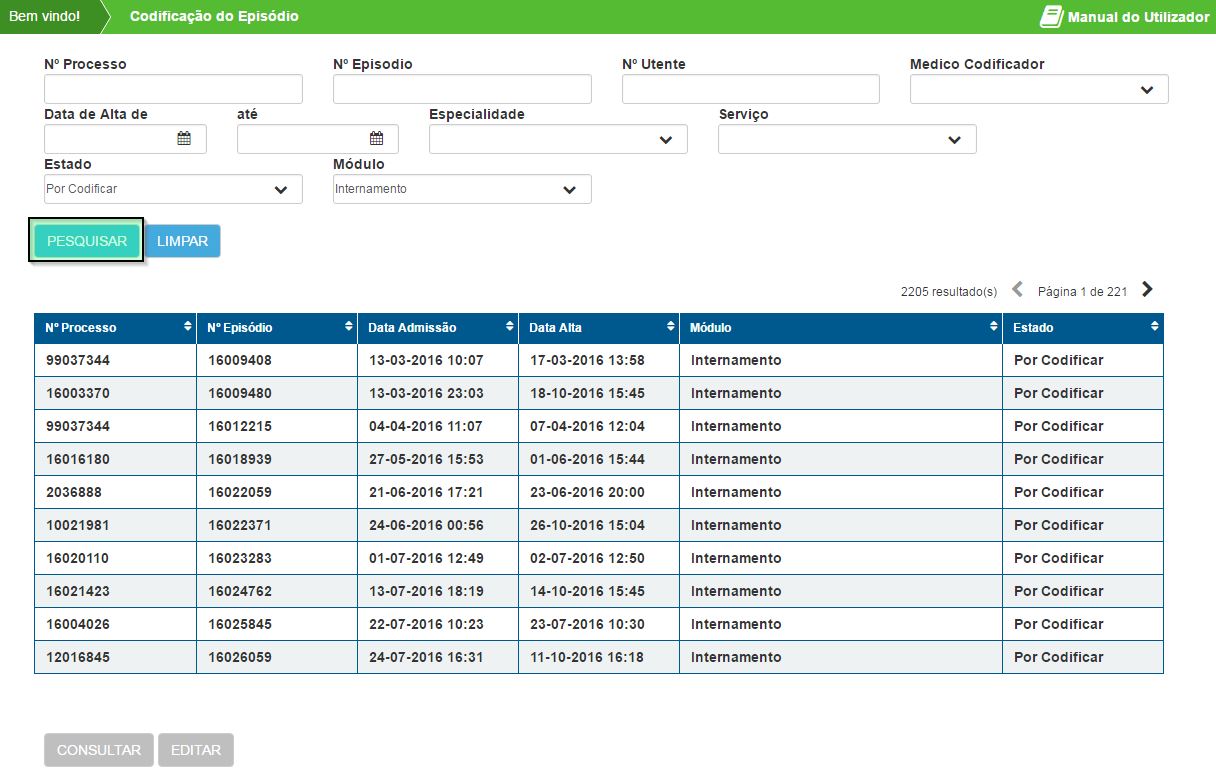 Bem vindo! Codificação do Episódio Manual do Utilizador
Nº Processo Nº Episodio Nº Utente Medico Codificador
Data de Alta de até Especialidade Serviço
Estado Módulo
Por Codificar Internamento
PESQUISAR LIMPAR
2205 resultado(s) Página 1 de 221
Nº Processo Nº Episódio Data Admissão Data Alta Módulo Estado
99037344 16009408 13-03-2016 10:07 17-03-2016 13:58 Internamento Por Codificar
16003370 16009480 13-03-2016 23:03 18-10-2016 15:45 Internamento Por Codificar
99037344 16012215 04-04-2016 11:07 07-04-2016 12:04 Internamento Por Codificar
16016180 16018939 27-05-2016 15:53 01-06-2016 15:44 Internamento Por Codificar
2036888 16022059 21-06-2016 17:21 23-06-2016 20:00 Internamento Por Codificar
10021981 16022371 24-06-2016 00:56 26-10-2016 15:04 Internamento Por Codificar
16020110 16023283 01-07-2016 12:49 02-07-2016 12:50 Internamento Por Codificar
16021423 16024762 13-07-2016 18:19 14-10-2016 15:45 Internamento Por Codificar
16004026 16025845 22-07-2016 10:23 23-07-2016 10:30 Internamento Por Codificar
12016845 16026059 24-07-2016 16:31 11-10-2016 16:18 Internamento Por Codificar
CONSULTAR EDITAR